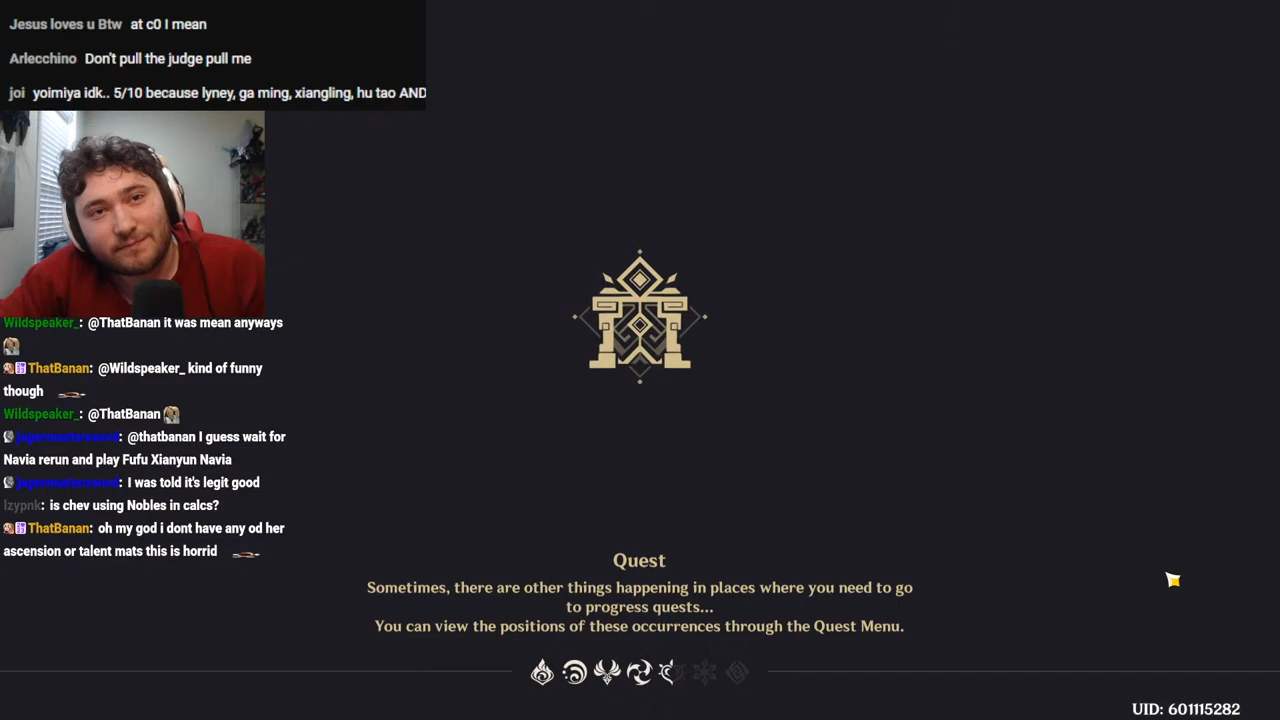 Jesus loves u Btw at c0 I mean
Arlecchino Don't pull the judge pull me
joi yoimiya idk.. 5/10 because lyney, ga ming, xiangling, hu tao AND
Wildspeaker_: @ThatBanan it was mean anyways
ThatBanan: @Wildspeaker_ kind of funny
though
Wildspeaker_: @ThatBanan
jagermastersword: @thatbanan I guess wait for
Navia rerun and play Fufu Xianyun Navia
jagermastersword: I was told it's legit good
lzypnk: is chev using Nobles in calcs?
ThatBanan: oh my god i dont have any od her
ascension or talent mats this is horrid
Quest
Sometimes, there are other things happening in places where you need to go
to progress quests...
You can view the positions of these occurrences through the Quest Menu.
UID: 601115282